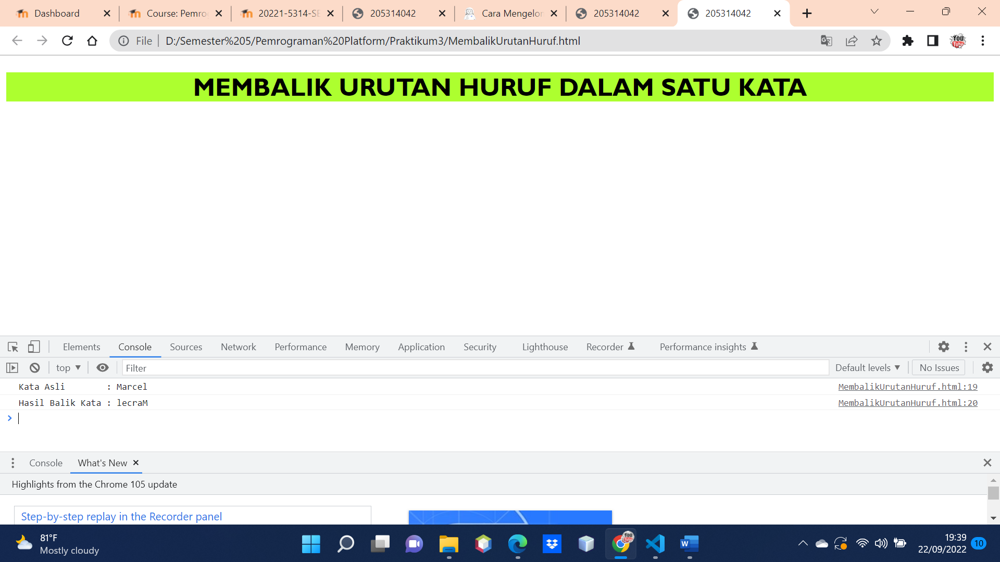 Dashboard
Course: Pemro
20221-5314-SE
205314042
Cara Mengelon
205314042
205314042
File
D:/Semester%205/Pemrograman%20Platform/Praktikum3/MembalikUrutanHuruf.html
MEMBALIK URUTAN HURUF DALAM SATU KATA
Elements Console Sources Network Performance Memory Application Security Lighthouse Recorder Performance insights
top Filter Default levels No Issues
Kata Asli : Marcel MembalikUrutanHuruf.html:19
Hasil Balik Kata : lecraM MembalikUrutanHuruf.html:20
Console What's New
Highlights from the Chrome 105 update
Step-by-step replay in the Recorder panel
81°F
Mostly cloudy
19:39
22/09/2022
10